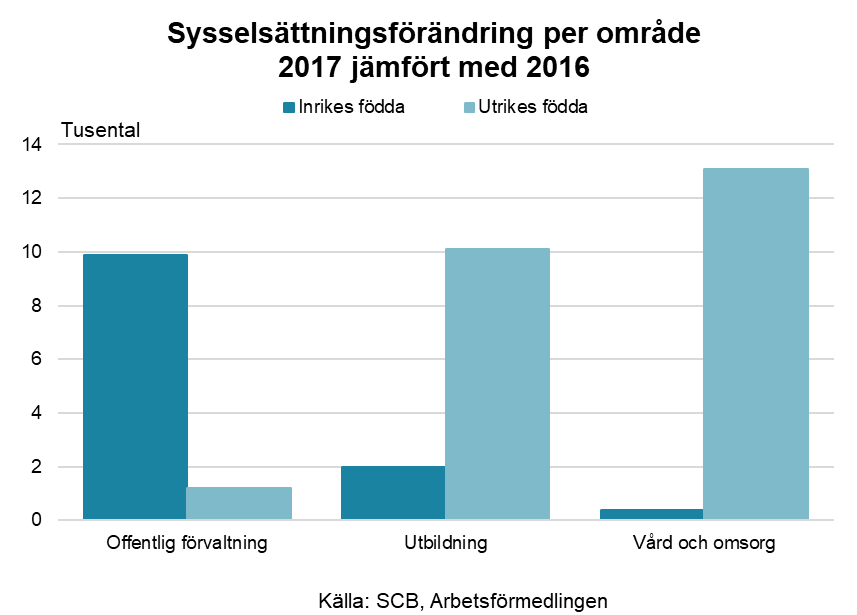 Sysselsättningsförändring per område
2017 jämfört med 2016
Inrikes födda Utrikes födda
Tusental
14
12
10
8
6
4
2
0
Offentlig förvaltning Utbildning Vård och omsorg
Källa: SCB, Arbetsförmedlingen